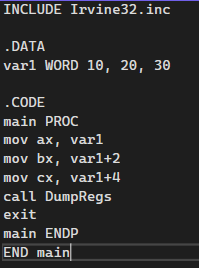 INCLUDE Irvine32.inc
.DATA
var1 WORD 10, 20, 30
.CODE
main PROC
mov ax, var1
mov bx, var1+2
mov cx, var1+4
call DumpRegs
exit
main ENDP
END main